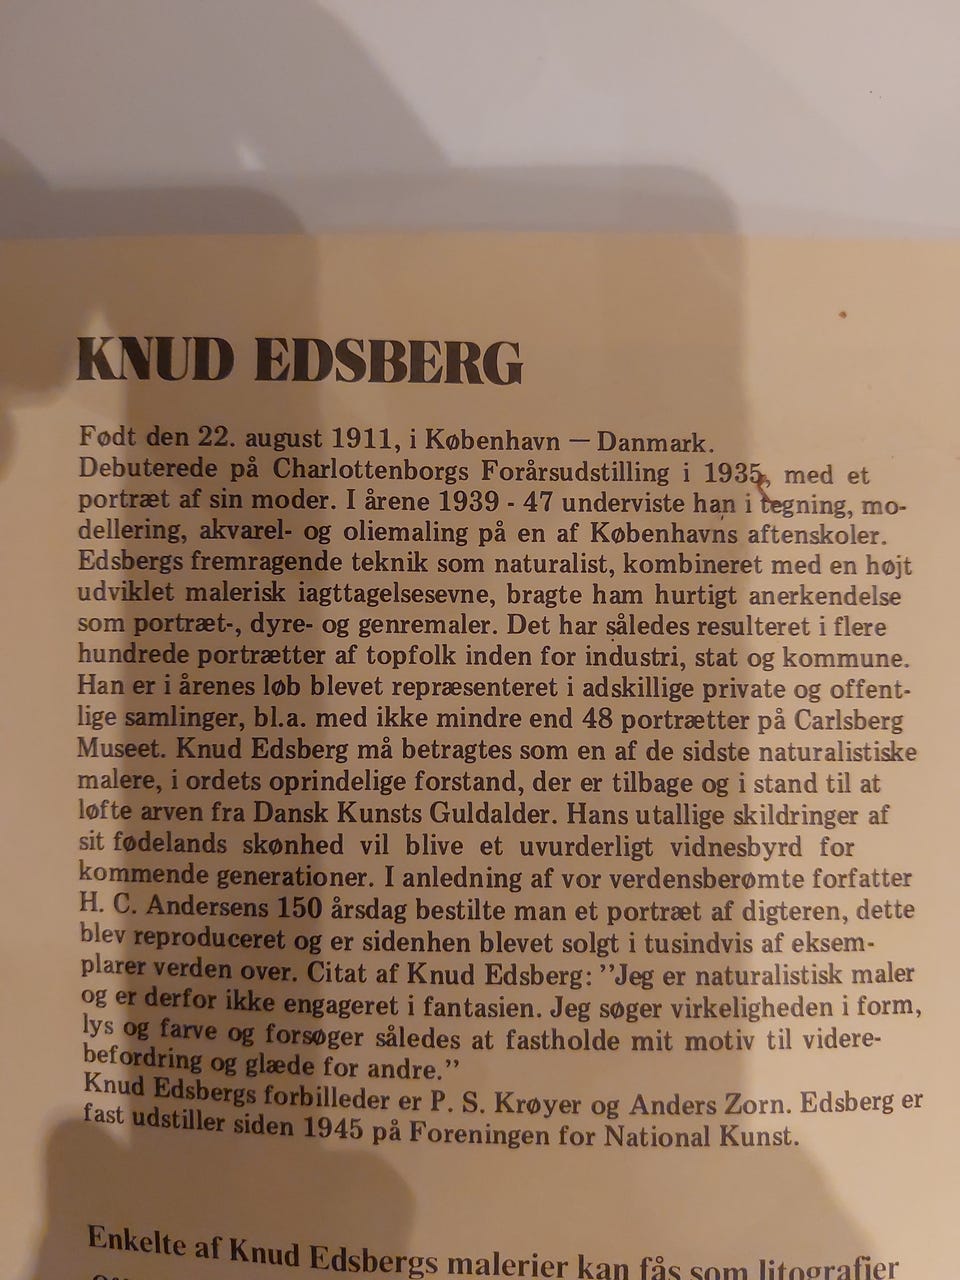 KNUD EDSBERG
Født den 22. august 1911, i København — Danmark.
Debuterede på Charlottenborgs Forårsudstilling i 1935, med et
portræt af sin moder. I årene 1939 - 47 underviste han i tegning, mo-
dellering, akvarel- og oliemaling på en af Københavns aftenskoler.
Edsbergs fremragende teknik som naturalist, kombineret med en højt
udviklet malerisk iagttagelsesevne, bragte ham hurtigt anerkendelse
som portræt-, dyre- og genremaler. Det har således resulteret i flere
hundrede portrætter af topfolk inden for industri, stat og kommune.
Han er i årenes løb blevet repræsenteret i adskillige private og offent-
lige samlinger, bl.a. med ikke mindre end 48 portrætter på Carlsberg
Museet. Knud Edsberg må betragtes som en af de sidste naturalistiske
malere, i ordets oprindelige forstand, der er tilbage og i stand til at
løfte arven fra Dansk Kunsts Guldalder. Hans utallige skildringer af
sit fødelands skønhed vil blive et uvurderligt vidnesbyrd for
kommende generationer. I anledning af vor verdensberømte forfatter
H. C. Andersens 150 årsdag bestilte man et portræt af digteren, dette
blev reproduceret og er sidenhen blevet solgt i tusindvis af eksem-
plarer verden over. Citat af Knud Edsberg: ”Jeg er naturalistisk maler
og er derfor ikke engageret i fantasien. Jeg søger virkeligheden i form,
lys og farve og forsøger således at fastholde mit motiv til videre-
befordring og glæde for andre.”
Knud Edsbergs forbilleder er P. S. Krøyer og Anders Zorn. Edsberg er
fast udstiller siden 1945 på Foreningen for National Kunst.
Enkelte af Knud Edsbergs malerier kan fås som litografier